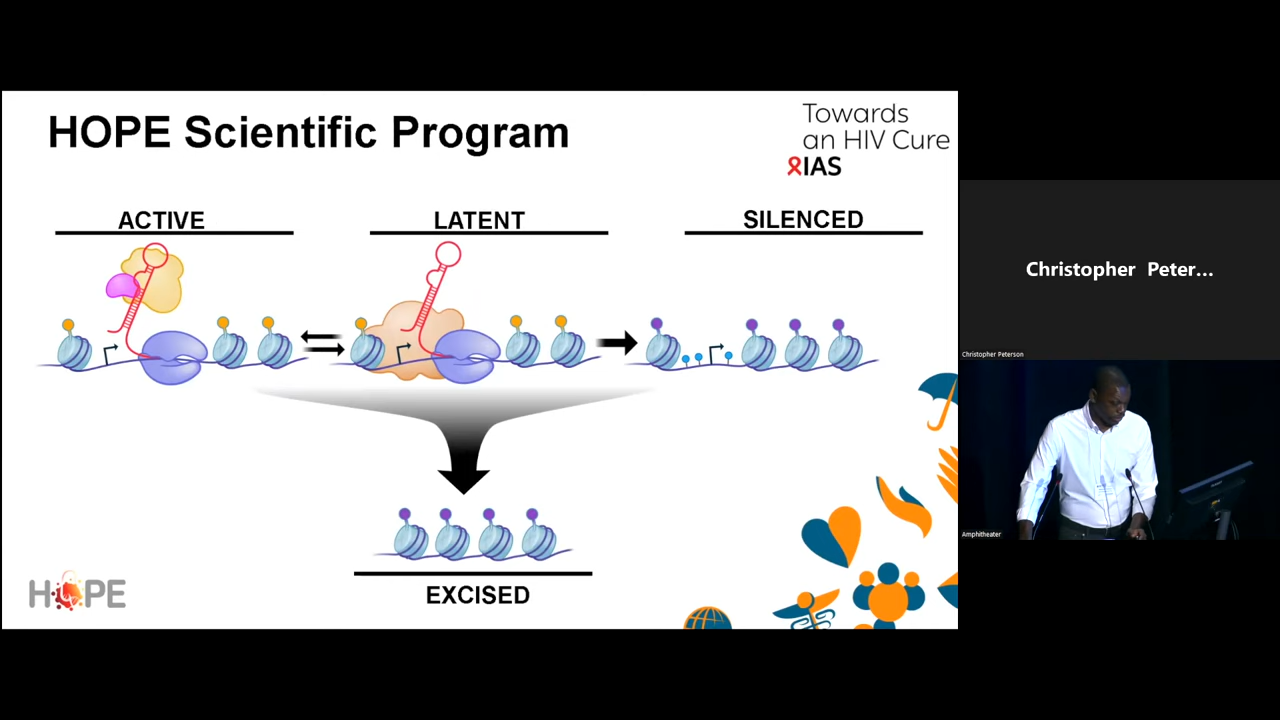 HOPE Scientific Program
Towards
an HIV Cure
IAS
ACTIVE
LATENT
SILENCED
EXCISED
HOPE
Christopher Peter...
Christopher Peterson
Amphitheater